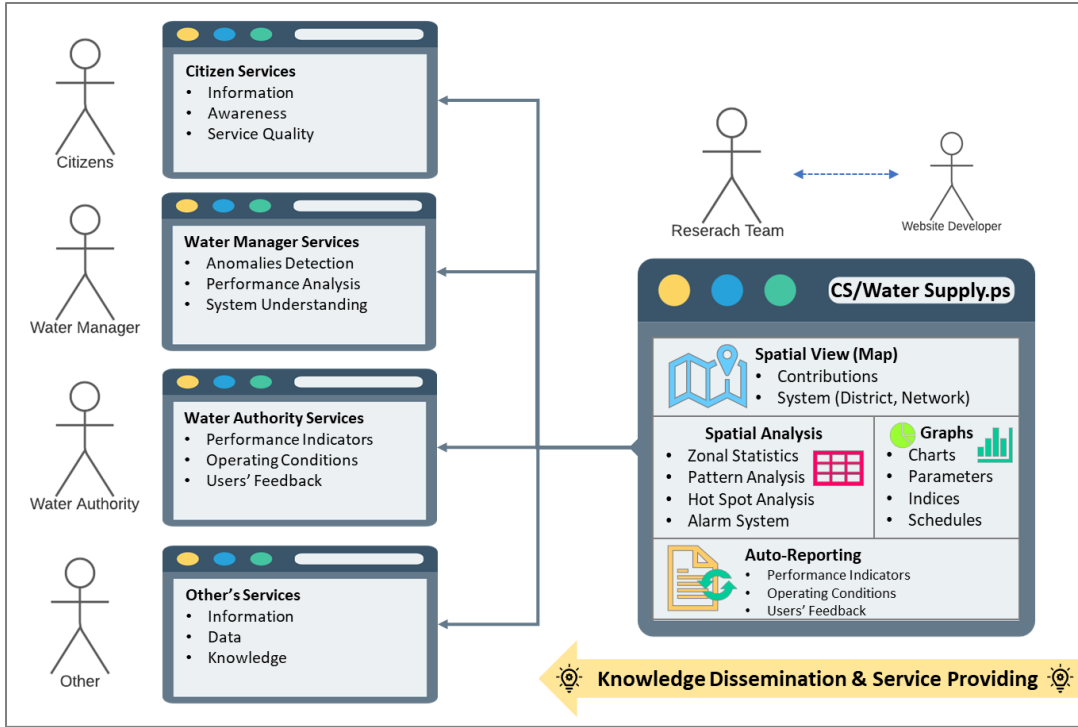 Citizen Services
• Information
• Awareness
• Service Quality
Citizens
Water Manager Services
• Anomalies Detection
• Performance Analysis
• System Understanding
Water Manager
Water Authority Services
• Performance Indicators
• Operating Conditions
• Users' Feedback
Water Authority
Other's Services
• Information
• Data
• Knowledge
Other
Reserach Team
Website Developer
CS/Water Supply.ps
Spatial View (Map)
• Contributions
• System (District, Network)
Spatial Analysis
• Zonal Statistics
• Pattern Analysis
• Hot Spot Analysis
• Alarm System
Graphs
• Charts
• Parameters
• Indices
• Schedules
Auto-Reporting
• Performance Indicators
• Operating Conditions
• Users' Feedback
Knowledge Dissemination & Service Providing